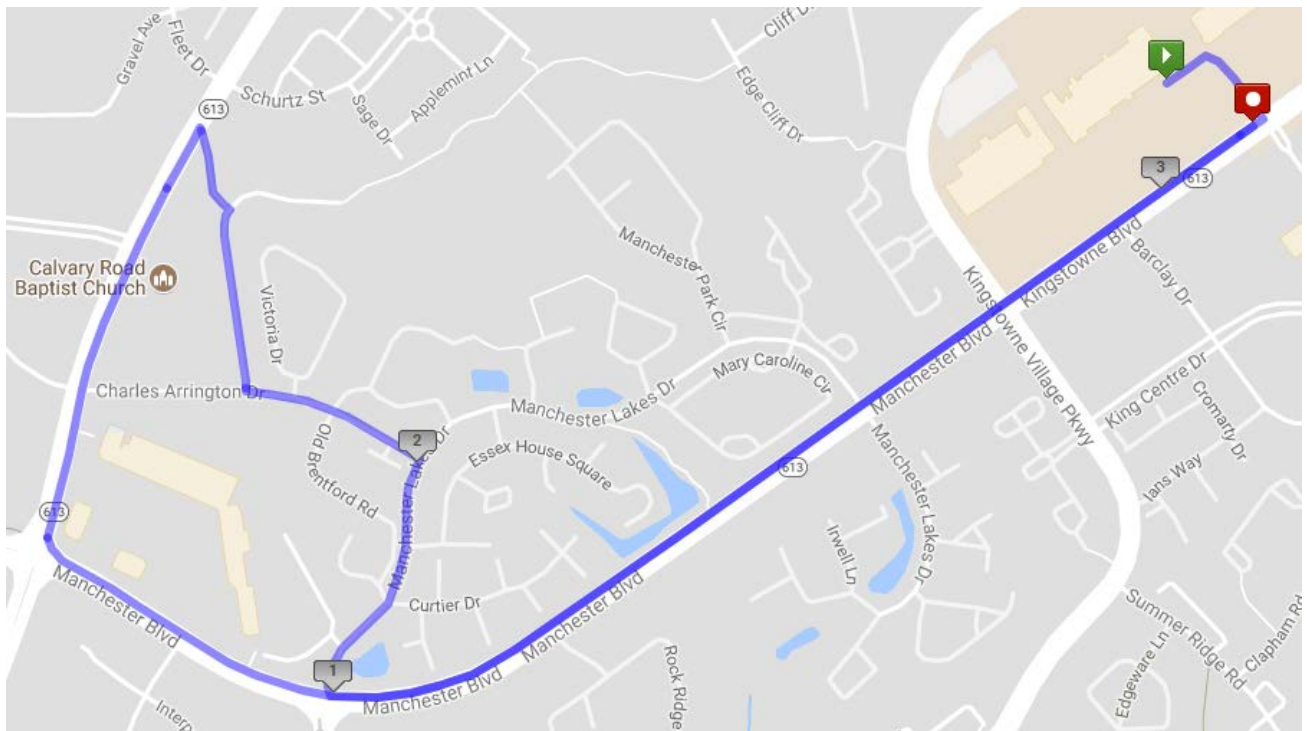 Gravel Ave
Fleet Dr
Schurtz St
613
Sage Dr
Applemint Ln
Cliff Dr
Edge Cliff Dr
3
613
Kingstowne Blvd
Barclay Dr
Manchester Park Cir
Calvary Road
Baptist Church
Victoria Dr
Kingstowne Village Pkwy
Manchester Blvd
Mary Caroline Cir
King Centre Dr
Cromarty Dr
Charles Arrington Dr
Manchester Lakes Dr
2
Old Brentford Rd
Essex House Square
613
Manchester Lakes Dr
Manchester Lakes Dr
613
Irwell Ln
Manchester Blvd
Curtier Dr
Manchester Blvd
Summer Ridge Rd
Clapham Rd
Edgeware Ln
Rock Ridge
1
Manchester Blvd
Interp